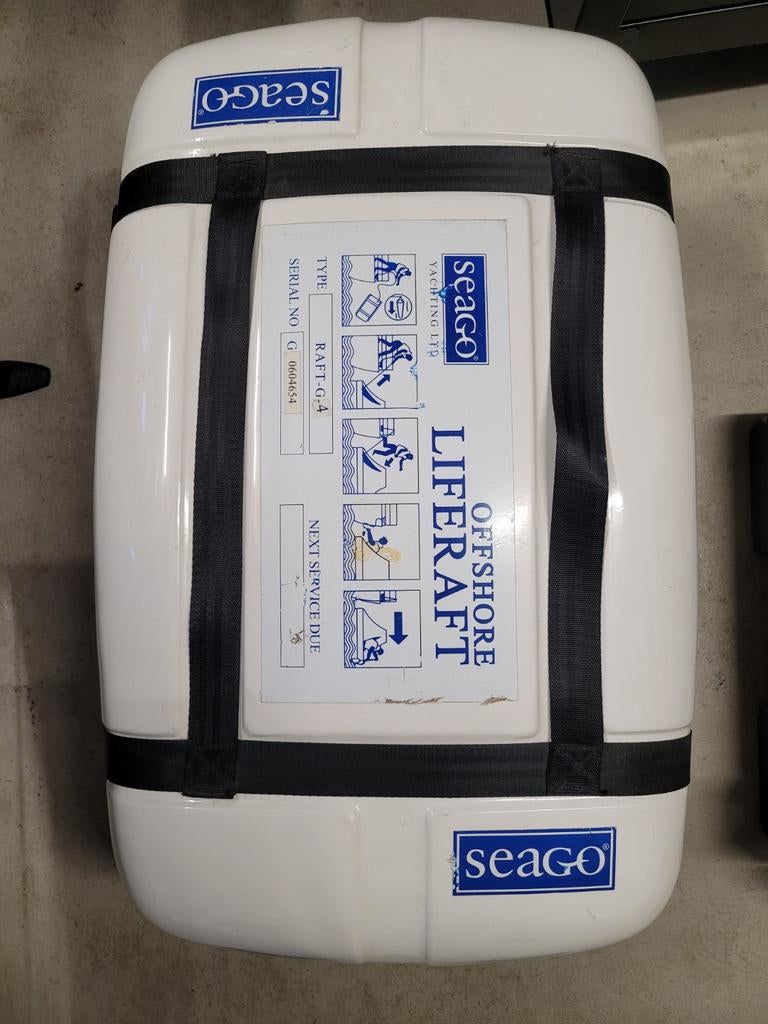 seaGO®
seaGO®
YACHTING LTD
OFFSHORE
LIFERAFT
TYPE RAFT-G,4
SERIAL NO G 0604654
NEXT SERVICE DUE
seaGO®